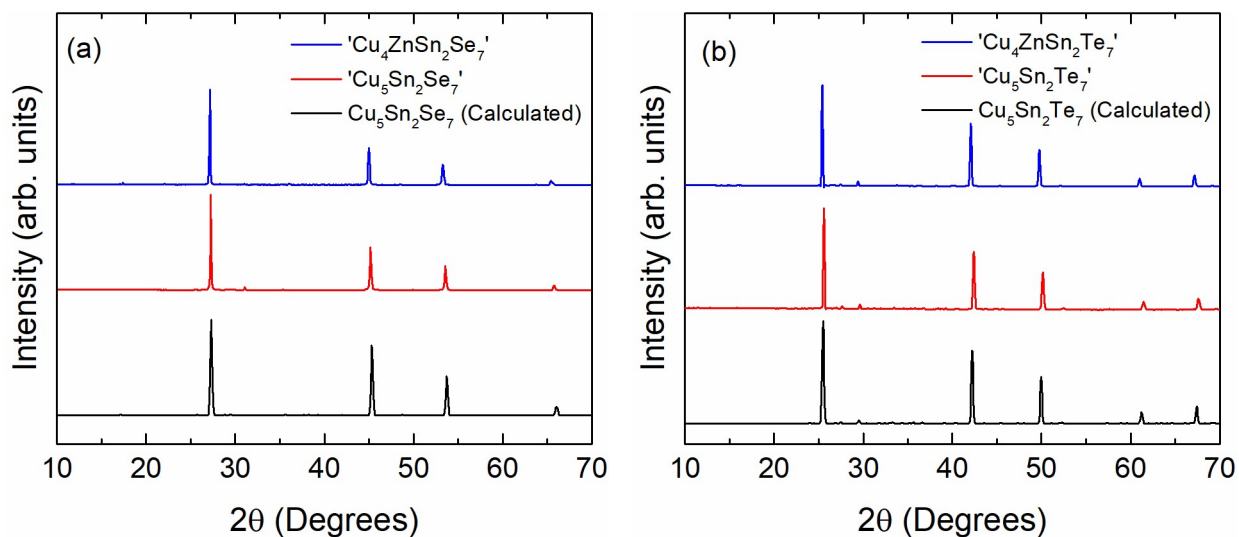 (a)
'Cu₄ZnSn₂Se₇'
'Cu₅Sn₂Se₇'
Cu₅Sn₂Se₇ (Calculated)
Intensity (arb. units)
10 20 30 40 50 60 70
2θ (Degrees)
(b)
'Cu₄ZnSn₂Te₇'
'Cu₅Sn₂Te₇'
Cu₅Sn₂Te₇ (Calculated)
Intensity (arb. units)
10 20 30 40 50 60 70
2θ (Degrees)